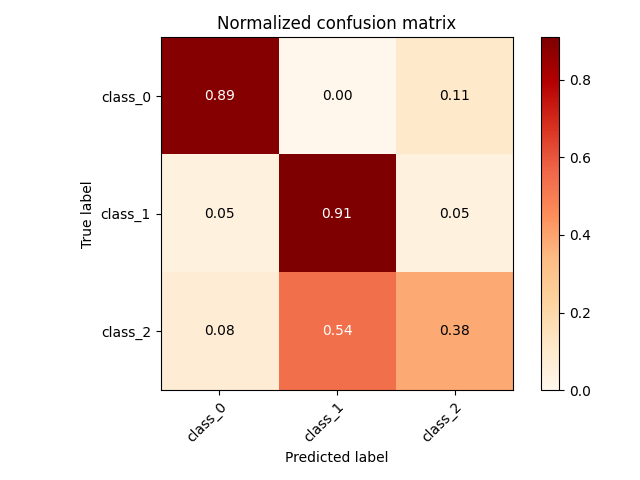 Normalized confusion matrix
class_0
0.89
0.00
0.11
class_1
0.05
0.91
0.05
class_2
0.08
0.54
0.38
True label
class_0
class_1
class_2
Predicted label
0.8
0.6
0.4
0.2
0.0